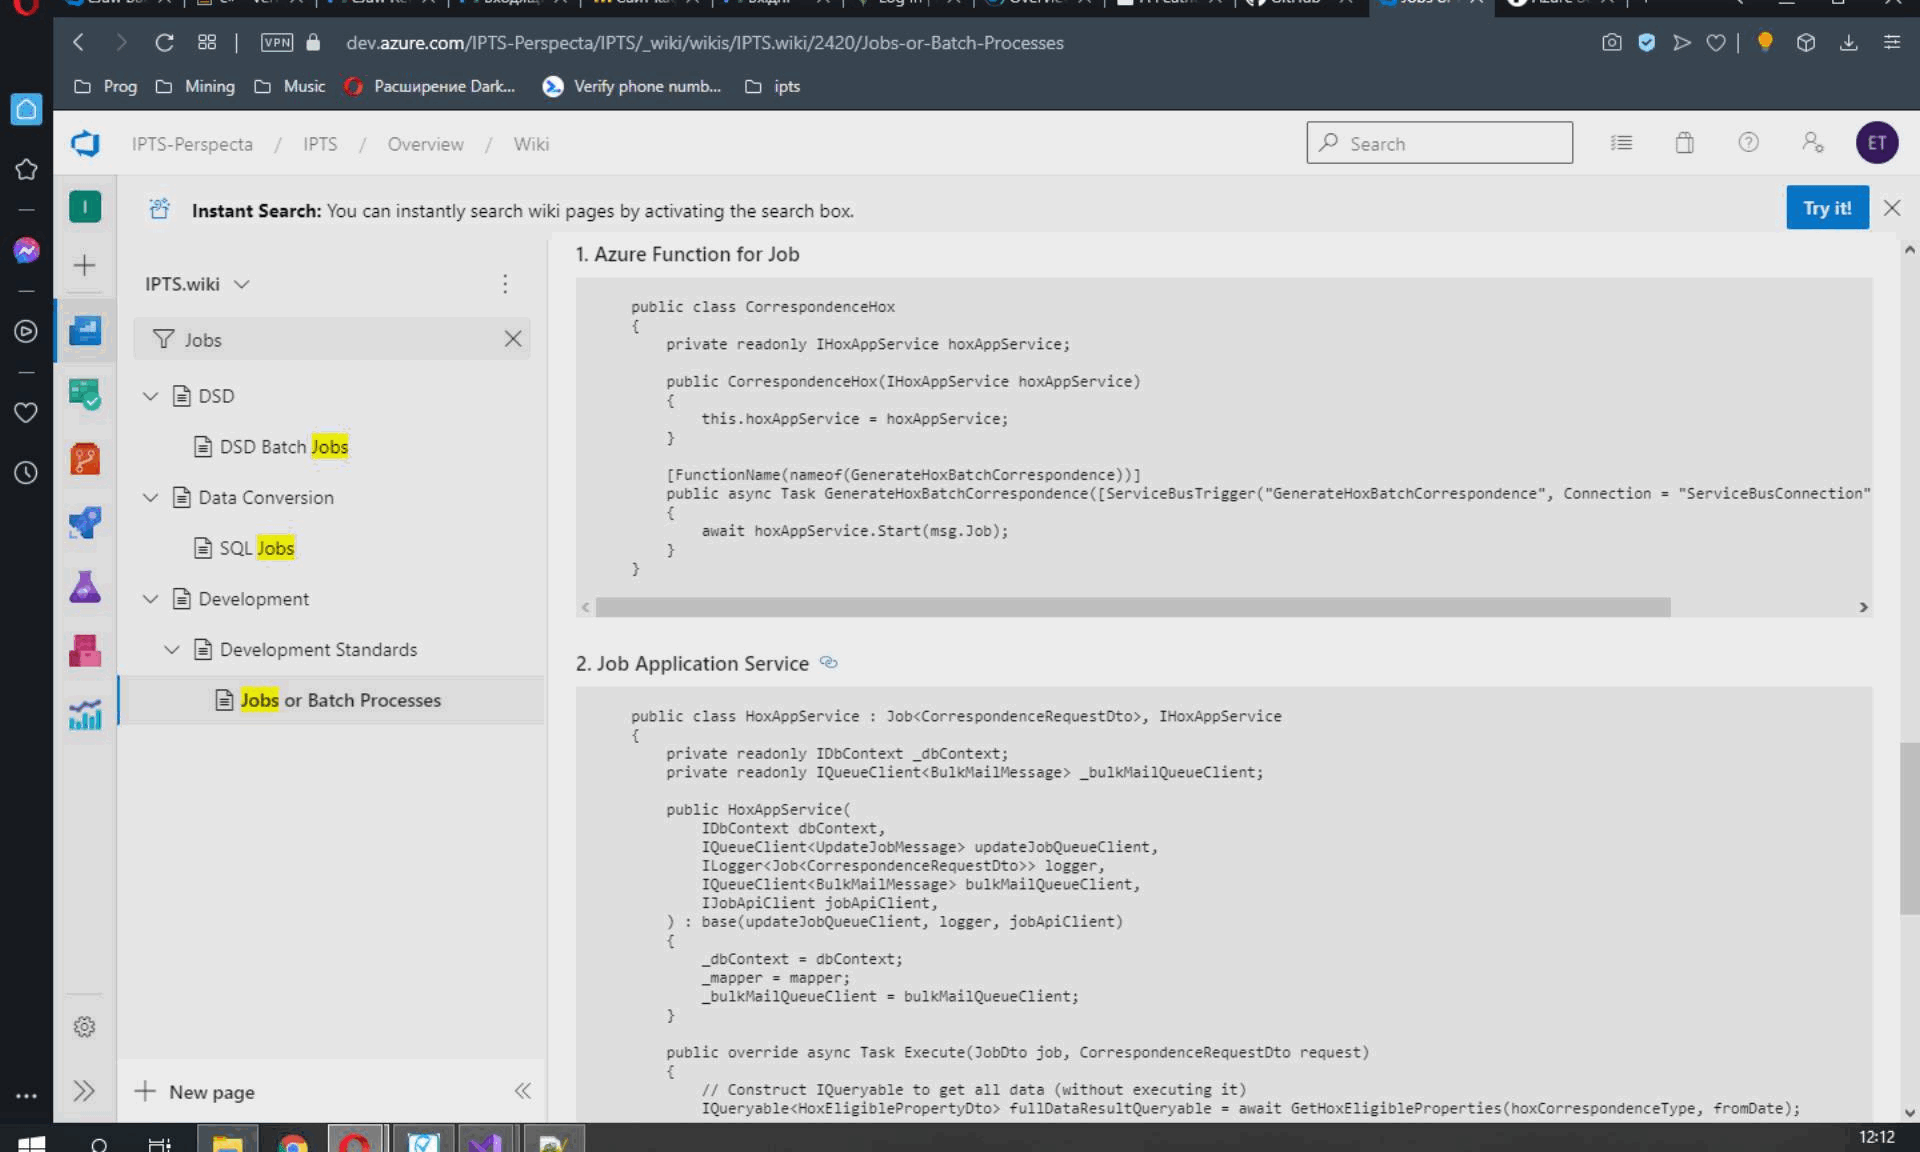 VPN
dev.azure.com/IPTS-Perspecta/IPTS/_wiki/wikis/IPTS.wiki/2420/Jobs-or-Batch-Processes
Prog
Mining
Music
Расширение Dark...
Verify phone numb...
ipts
IPTS-Perspecta / IPTS / Overview / Wiki
Search
ET
I
Instant Search: You can instantly search wiki pages by activating the search box.
Try it!
IPTS.wiki
Jobs
DSD
DSD Batch Jobs
Data Conversion
SQL Jobs
Development
Development Standards
Jobs or Batch Processes
New page
1. Azure Function for Job
public class CorrespondenceHox
{
private readonly IHoxAppService hoxAppService;
public CorrespondenceHox(IHoxAppService hoxAppService)
{
this.hoxAppService = hoxAppService;
}
[FunctionName(nameof(GenerateHoxBatchCorrespondence))]
public async Task GenerateHoxBatchCorrespondence([ServiceBusTrigger("GenerateHoxBatchCorrespondence", Connection = "ServiceBusConnection"
{
await hoxAppService.Start(msg.Job);
}
}
2. Job Application Service
public class HoxAppService : Job<CorrespondenceRequestDto>, IHoxAppService
{
private readonly IDbContext _dbContext;
private readonly IQueueClient<BulkMailMessage> _bulkMailQueueClient;
public HoxAppService(
IDbContext dbContext,
IQueueClient<UpdateJobMessage> updateJobQueueClient,
ILogger<Job<CorrespondenceRequestDto>> logger,
IQueueClient<BulkMailMessage> bulkMailQueueClient,
IJobApiClient jobApiClient,
) : base(updateJobQueueClient, logger, jobApiClient)
{
_dbContext = dbContext;
_mapper = mapper;
_bulkMailQueueClient = bulkMailQueueClient;
}
public override async Task Execute(JobDto job, CorrespondenceRequestDto request)
{
// Construct IQueryable to get all data (without executing it)
IQueryable<HoxEligiblePropertyDto> fullDataResultQueryable = await GetHoxEligibleProperties(hoxCorrespondenceType, fromDate);
12:12